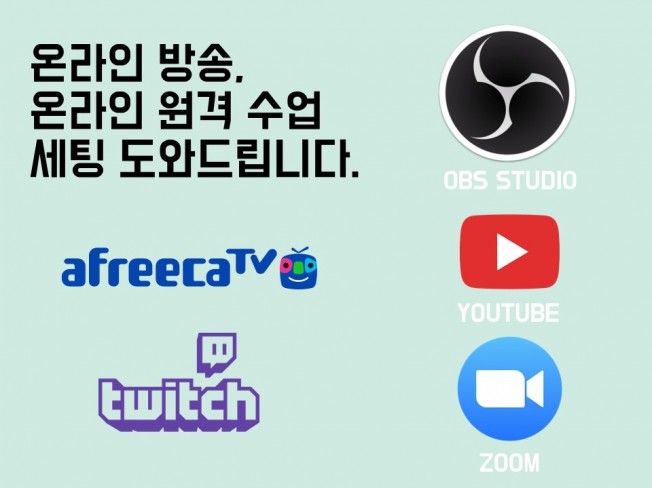 온라인 방송,
온라인 원격 수업
세팅 도와드립니다.
OBS STUDIO
afreecaTV
YOUTUBE
twitch
ZOOM